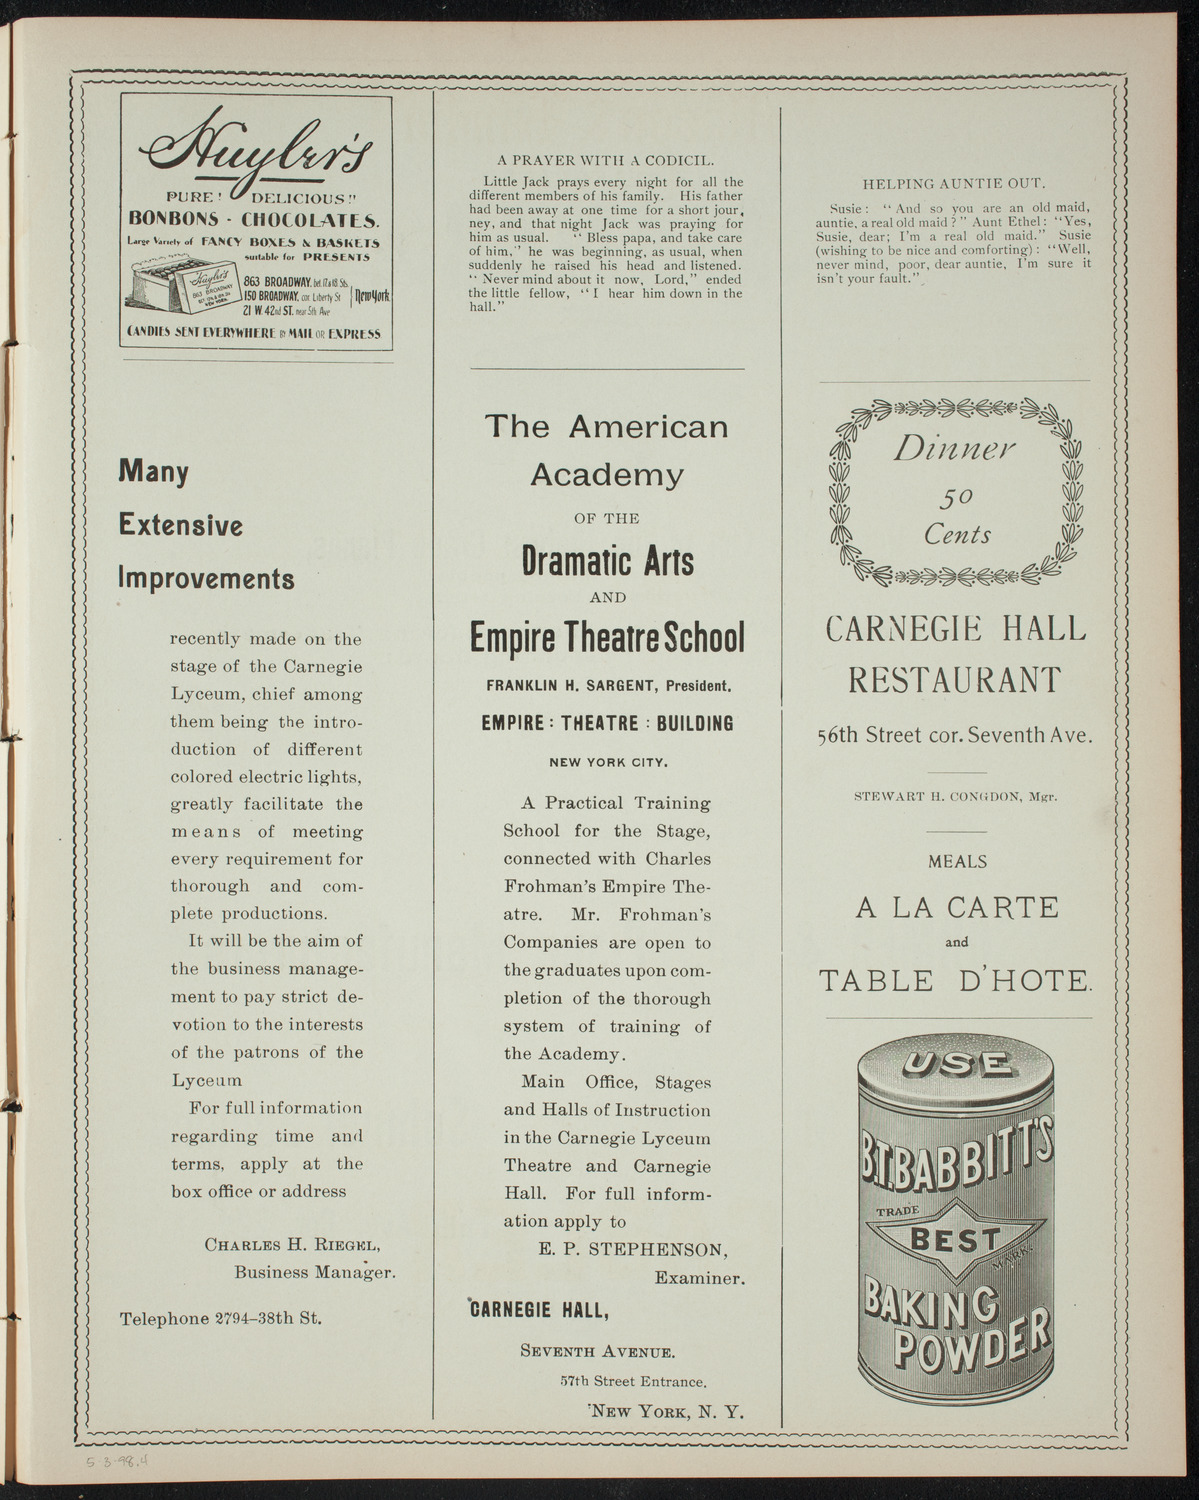 Huyler's
PURE! DELICIOUS!!
BONBONS - CHOCOLATES.
Large Variety of FANCY BOXES & BASKETS
suitable for PRESENTS
863 BROADWAY, bet. 17 & 18 Sts.
150 BROADWAY, cor. Liberty St
21 W. 42nd ST. near 5th Ave
New York
CANDIES SENT EVERYWHERE BY MAIL OR EXPRESS
Many
Extensive
Improvements
recently made on the
stage of the Carnegie
Lyceum, chief among
them being the intro-
duction of different
colored electric lights,
greatly facilitate the
means of meeting
every requirement for
thorough and com-
plete productions.
It will be the aim of
the business manage-
ment to pay strict de-
votion to the interests
of the patrons of the
Lyceum
For full information
regarding time and
terms, apply at the
box office or address
CHARLES H. RIEGEL,
Business Manager.
Telephone 2794-38th St.
A PRAYER WITH A CODICIL.
Little Jack prays every night for all the
different members of his family. His father
had been away at one time for a short jour,
ney, and that night Jack was praying for
him as usual. "Bless papa, and take care
of him," he was beginning, as usual, when
suddenly he raised his head and listened.
"Never mind about it now, Lord," ended
the little fellow, "I hear him down in the
hall."
The American
Academy
OF THE
Dramatic Arts
AND
Empire Theatre School
FRANKLIN H. SARGENT, President.
EMPIRE : THEATRE : BUILDING
NEW YORK CITY.
A Practical Training
School for the Stage,
connected with Charles
Frohman's Empire The-
atre. Mr. Frohman's
Companies are open to
the graduates upon com-
pletion of the thorough
system of training of
the Academy.
Main Office, Stages
and Halls of Instruction
in the Carnegie Lyceum
Theatre and Carnegie
Hall. For full inform-
ation apply to
E. P. STEPHENSON,
Examiner.
CARNEGIE HALL,
SEVENTH AVENUE.
57th Street Entrance.
NEW YORK, N. Y.
HELPING AUNTIE OUT.
Susie: "And so you are an old maid,
auntie, a real old maid?" Aunt Ethel: "Yes,
Susie, dear; I'm a real old maid." Susie
(wishing to be nice and comforting): "Well,
never mind, poor, dear auntie, I'm sure it
isn't your fault."
Dinner
50
Cents
CARNEGIE HALL
RESTAURANT
56th Street cor. Seventh Ave.
STEWART H. CONGDON, Mgr.
MEALS
A LA CARTE
and
TABLE D'HOTE.
USE
B.T. BABBITT'S
TRADE
BEST
MARK.
BAKING
POWDER
5-3-98.4